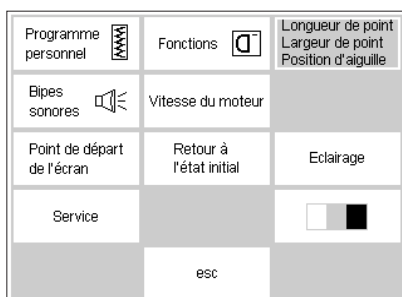 Programme
personnel
Fonctions
Longueur de point
Largeur de point
Position d'aiguille
Bipes
sonores
Vitesse du moteur
Point de départ
de l'écran
Retour à
l'état initial
Eclairage
Service
esc